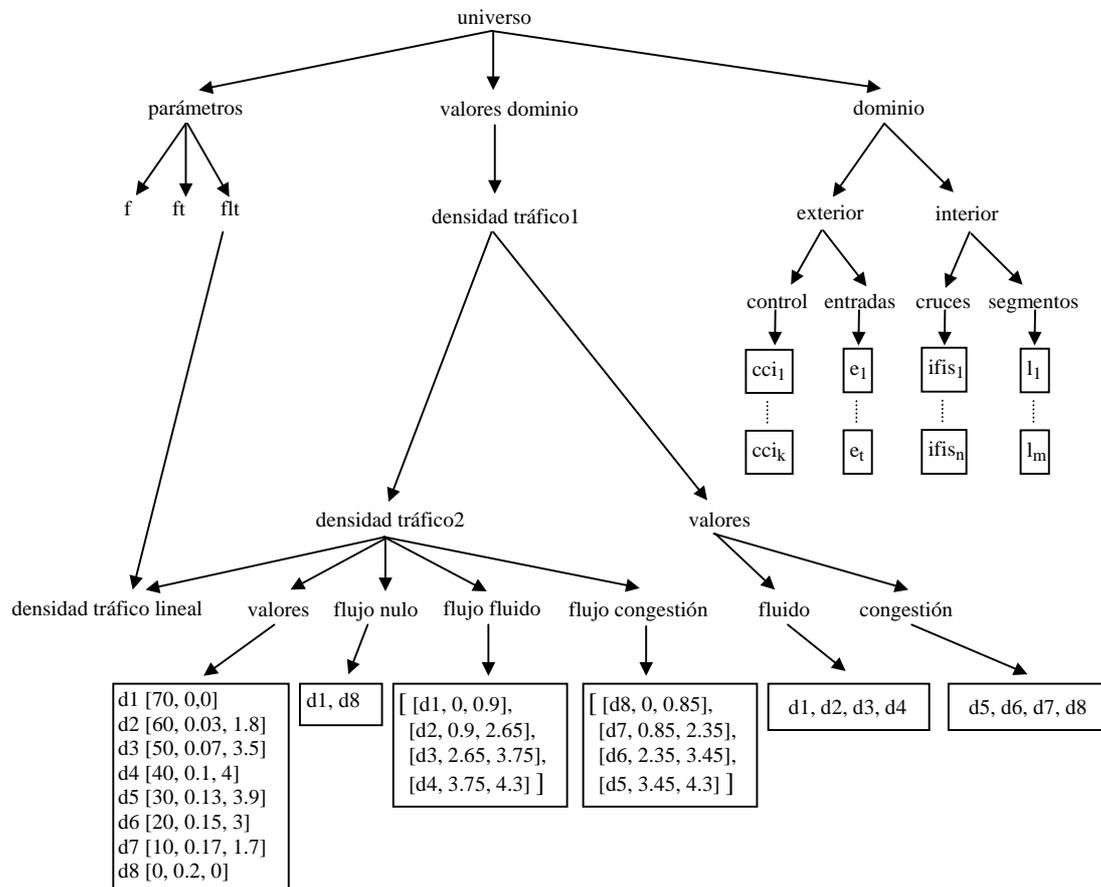 universo
parámetros
valores dominio
dominio
f
ft
flt
densidad tráfico1
exterior
interior
control
entradas
cruces
segmentos
cci1
e1
ifis1
l1
ccik
et
ifisn
lm
densidad tráfico2
valores
densidad tráfico lineal
valores
flujo nulo
flujo fluido
flujo congestión
fluido
congestión
d1 [70, 0,0]
d2 [60, 0.03, 1.8]
d3 [50, 0.07, 3.5]
d4 [40, 0.1, 4]
d5 [30, 0.13, 3.9]
d6 [20, 0.15, 3]
d7 [10, 0.17, 1.7]
d8 [0, 0.2, 0]
d1, d8
[ [d1, 0, 0.9],
[d2, 0.9, 2.65],
[d3, 2.65, 3.75],
[d4, 3.75, 4.3] ]
[ [d8, 0, 0.85],
[d7, 0.85, 2.35],
[d6, 2.35, 3.45],
[d5, 3.45, 4.3] ]
d1, d2, d3, d4
d5, d6, d7, d8